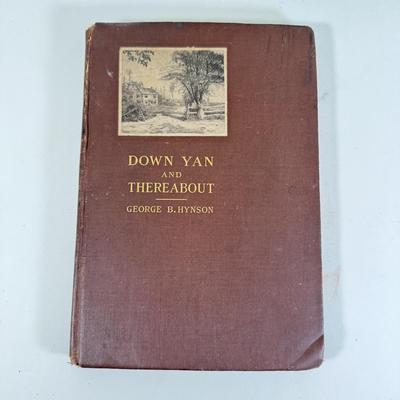 DOWN YAN
AND
THEREABOUT
GEORGE B. HYNSON